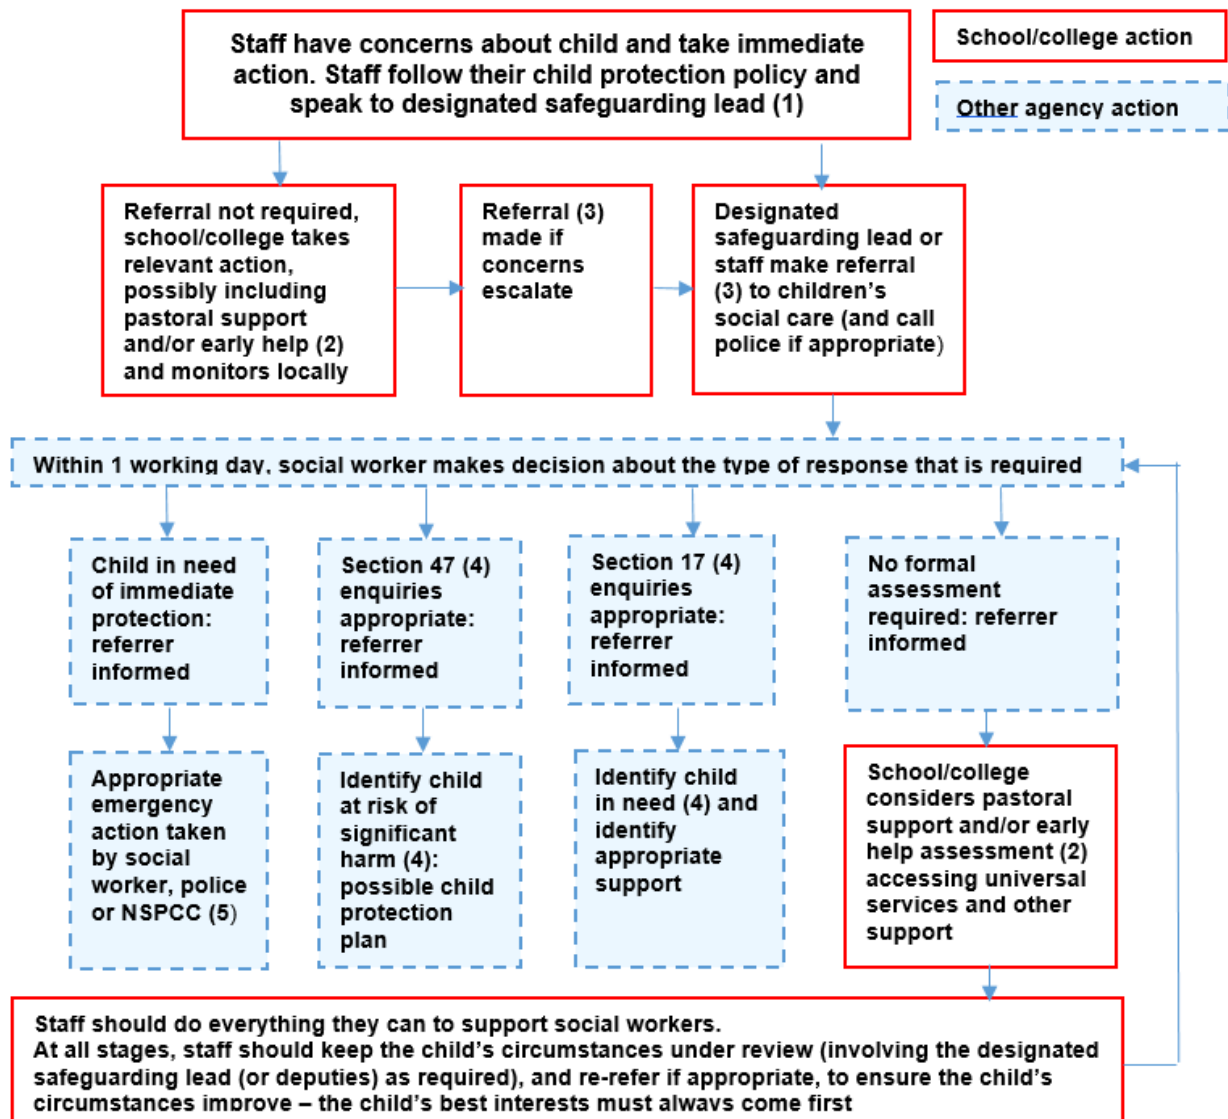 Staff have concerns about child and take immediate
action. Staff follow their child protection policy and
speak to designated safeguarding lead (1)
School/college action
Other agency action
Referral not required,
school/college takes
relevant action,
possibly including
pastoral support
and/or early help (2)
and monitors locally
Referral (3)
made if
concerns
escalate
Designated
safeguarding lead or
staff make referral
(3) to children’s
social care (and call
police if appropriate)
Within 1 working day, social worker makes decision about the type of response that is required
Child in need
of immediate
protection:
referrer
informed
Section 47 (4)
enquiries
appropriate:
referrer
informed
Section 17 (4)
enquiries
appropriate:
referrer
informed
No formal
assessment
required: referrer
informed
Appropriate
emergency
action taken
by social
worker, police
or NSPCC (5)
Identify child
at risk of
significant
harm (4):
possible child
protection
plan
Identify child
in need (4) and
identify
appropriate
support
School/college
considers pastoral
support and/or early
help assessment (2)
accessing universal
services and other
support
Staff should do everything they can to support social workers.
At all stages, staff should keep the child’s circumstances under review (involving the designated
safeguarding lead (or deputies) as required), and re-refer if appropriate, to ensure the child’s
circumstances improve – the child’s best interests must always come first